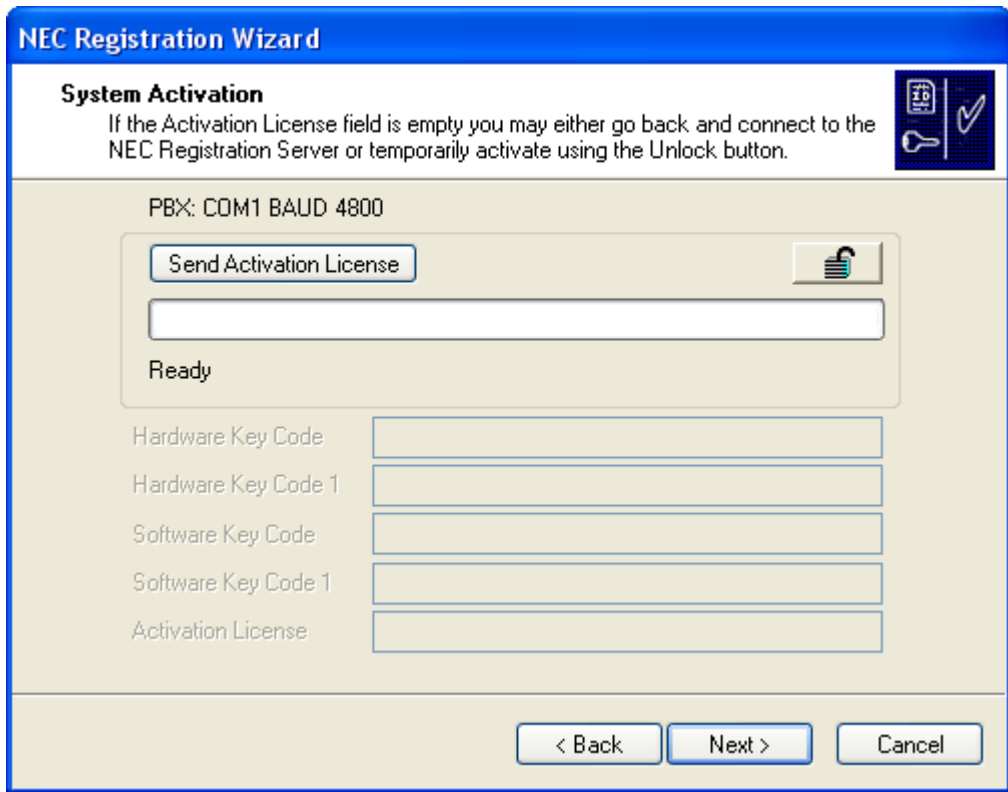 NEC Registration Wizard
System Activation
If the Activation License field is empty you may either go back and connect to the
NEC Registration Server or temporarily activate using the Unlock button.
PBX: COM1 BAUD 4800
Send Activation License
Ready
Hardware Key Code
Hardware Key Code 1
Software Key Code
Software Key Code 1
Activation License
< Back
Next >
Cancel